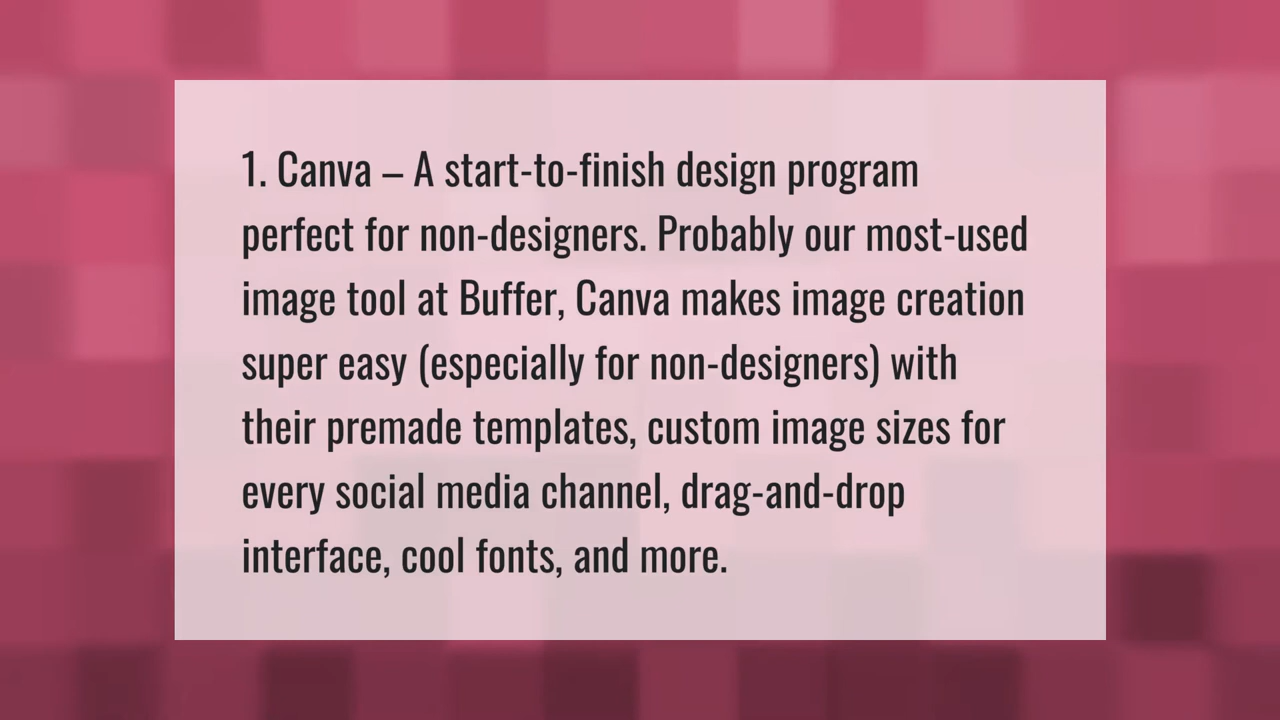 1. Canva – A start-to-finish design program
perfect for non-designers. Probably our most-used
image tool at Buffer, Canva makes image creation
super easy (especially for non-designers) with
their premade templates, custom image sizes for
every social media channel, drag-and-drop
interface, cool fonts, and more.